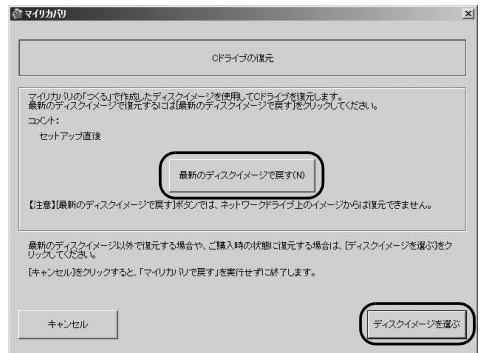 マイリカバリ
Cドライブの復元
マイリカバリの「つくる」で作成したディスクイメージを使用してCドライブを復元します。
最新のディスクイメージで復元するには[最新のディスクイメージで戻す]をクリックしてください。
コメント:
セットアップ直後
最新のディスクイメージで戻す(N)
【注意】[最新のディスクイメージで戻す]ボタンでは、ネットワークドライブ上のイメージからは復元できません。
最新のディスクイメージ以外で復元する場合や、ご購入時の状態に復元する場合は、[ディスクイメージを選ぶ]をク
リックしてください。
[キャンセル]をクリックすると、「マイリカバリで戻す」を実行せずに終了します。
キャンセル
ディスクイメージを選ぶ